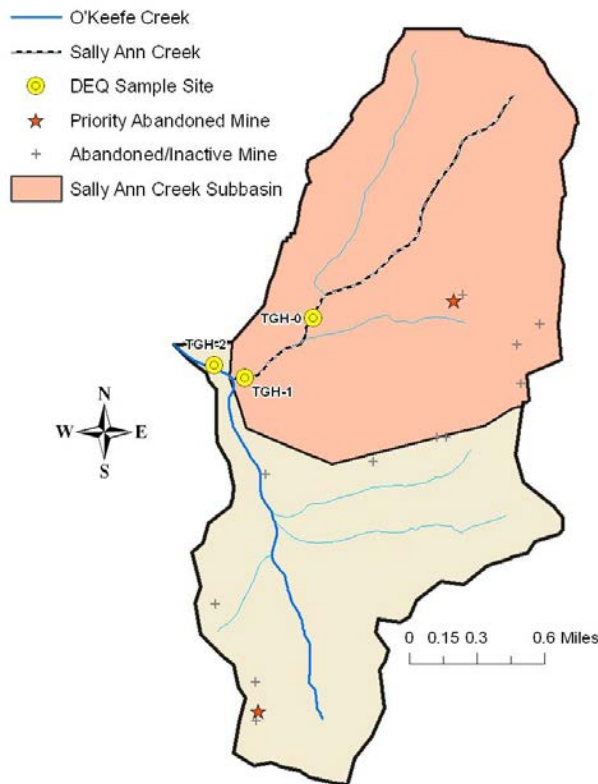 O'Keefe Creek
Sally Ann Creek
DEQ Sample Site
Priority Abandoned Mine
Abandoned/Inactive Mine
Sally Ann Creek Subbasin
TGH-0
TGH-2
TGH-1
N
W E
S
0 0.15 0.3 0.6 Miles